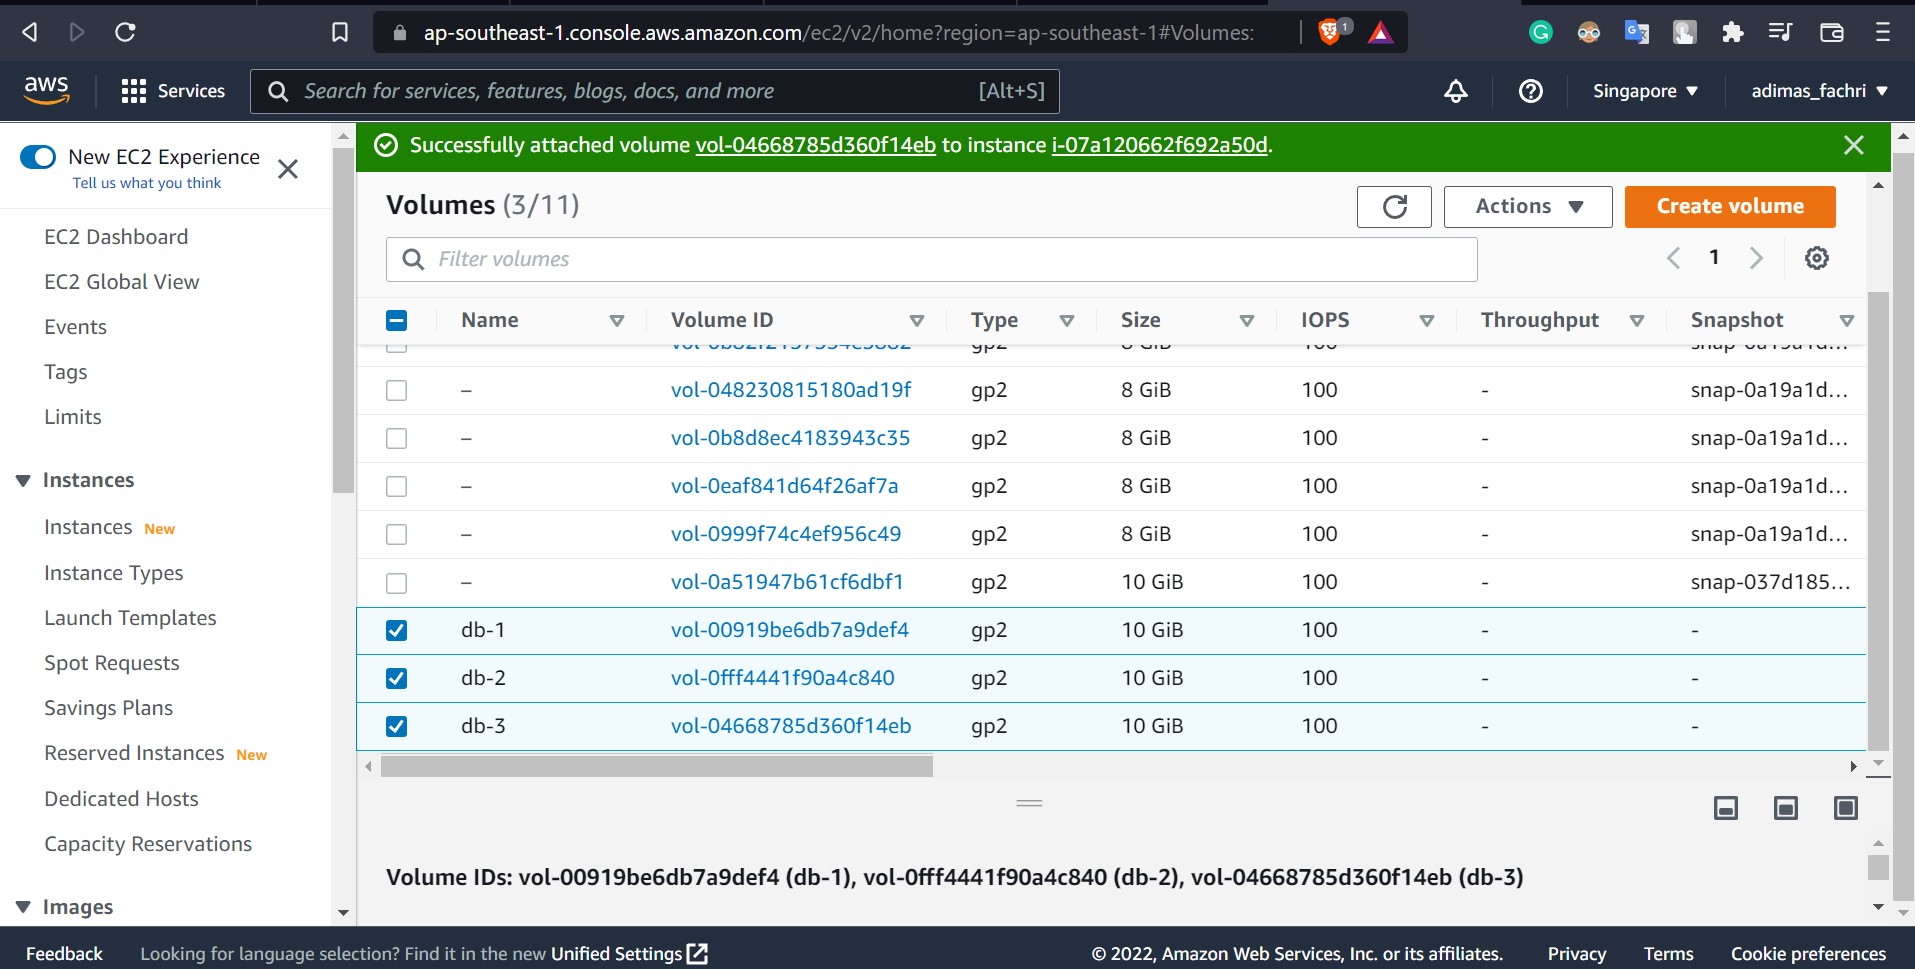 ap-southeast-1.console.aws.amazon.com/ec2/v2/home?region=ap-southeast-1#Volumes:
1
aws
Services
Search for services, features, blogs, docs, and more [Alt+S]
Singapore ▼
adimas_fachri ▼
New EC2 Experience
Tell us what you think
EC2 Dashboard
EC2 Global View
Events
Tags
Limits
Instances
Instances New
Instance Types
Launch Templates
Spot Requests
Savings Plans
Reserved Instances New
Dedicated Hosts
Capacity Reservations
Images
Successfully attached volume vol-04668785d360f14eb to instance i-07a120662f692a50d.
Volumes (3/11)
Actions ▼
Create volume
Filter volumes
1
Name Volume ID Type Size IOPS Throughput Snapshot
gp2 8 GiB 100
– vol-048230815180ad19f gp2 8 GiB 100 - snap-0a19a1d...
– vol-0b8d8ec4183943c35 gp2 8 GiB 100 - snap-0a19a1d...
– vol-0eaf841d64f26af7a gp2 8 GiB 100 - snap-0a19a1d...
– vol-0999f74c4ef956c49 gp2 8 GiB 100 - snap-0a19a1d...
– vol-0a51947b61cf6dbf1 gp2 10 GiB 100 - snap-037d185...
db-1 vol-00919be6db7a9def4 gp2 10 GiB 100 - -
db-2 vol-0fff4441f90a4c840 gp2 10 GiB 100 - -
db-3 vol-04668785d360f14eb gp2 10 GiB 100 - -
Volume IDs: vol-00919be6db7a9def4 (db-1), vol-0fff4441f90a4c840 (db-2), vol-04668785d360f14eb (db-3)
Feedback
Looking for language selection? Find it in the new Unified Settings
© 2022, Amazon Web Services, Inc. or its affiliates.
Privacy
Terms
Cookie preferences